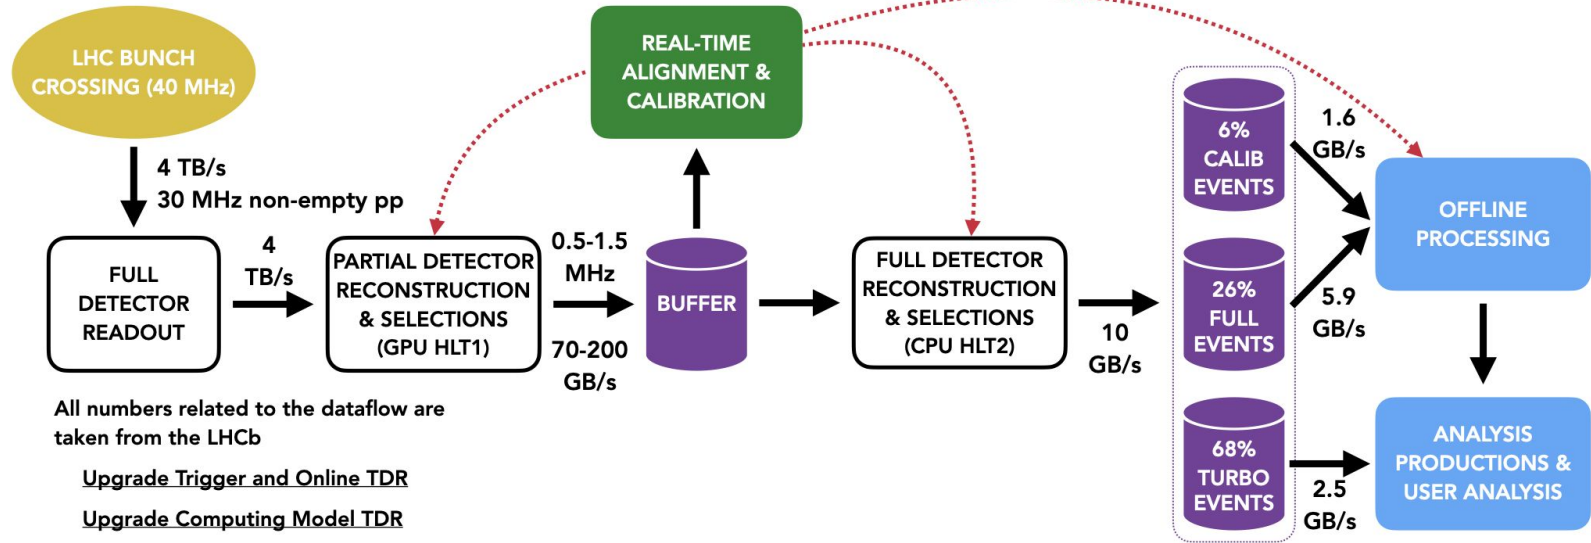 LHC BUNCH
CROSSING (40 MHz)
4 TB/s
30 MHz non-empty pp
FULL
DETECTOR
READOUT
4
TB/s
PARTIAL DETECTOR
RECONSTRUCTION
& SELECTIONS
(GPU HLT1)
0.5-1.5
MHz
70-200
GB/s
REAL-TIME
ALIGNMENT &
CALIBRATION
BUFFER
FULL DETECTOR
RECONSTRUCTION
& SELECTIONS
(CPU HLT2)
10
GB/s
6%
CALIB
EVENTS
1.6
GB/s
26%
FULL
EVENTS
5.9
GB/s
68%
TURBO
EVENTS
2.5
GB/s
OFFLINE
PROCESSING
ANALYSIS
PRODUCTIONS &
USER ANALYSIS
All numbers related to the dataflow are
taken from the LHCb
Upgrade Trigger and Online TDR
Upgrade Computing Model TDR